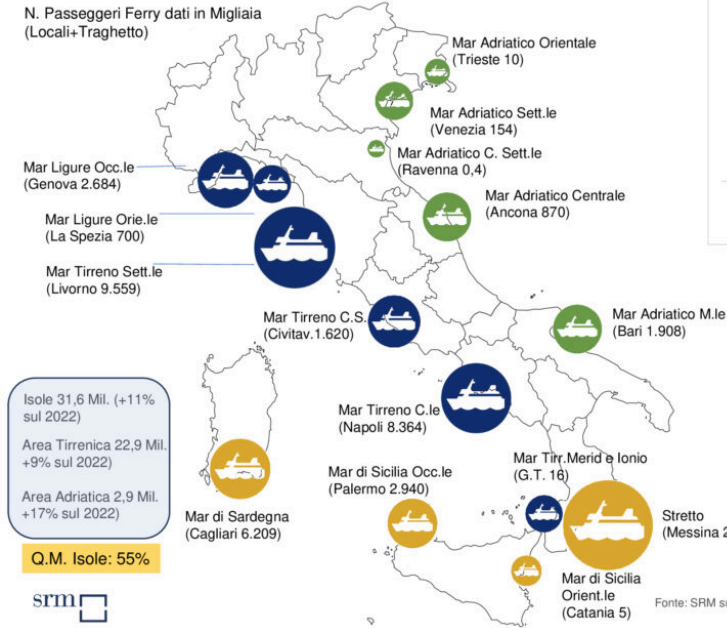 N. Passeggeri Ferry dati in Migliaia
(Locali+Traghetto)
Mar Adriatico Orientale
(Trieste 10)
Mar Adriatico Sett.le
(Venezia 154)
Mar Adriatico C. Sett.le
(Ravenna 0,4)
Mar Ligure Occ.le
(Genova 2.684)
Mar Adriatico Centrale
(Ancona 870)
Mar Ligure Orie.le
(La Spezia 700)
Mar Tirreno Sett.le
(Livorno 9.559)
Mar Tirreno C.S.
(Civitav.1.620)
Mar Adriatico M.le
(Bari 1.908)
Isole 31,6 Mil. (+11%
sul 2022)
Area Tirrenica 22,9 Mil.
+9% sul 2022)
Area Adriatica 2,9 Mil.
+17% sul 2022)
Mar Tirreno C.le
(Napoli 8.364)
Mar Tirr.Merid e Ionio
(G.T. 16)
Mar di Sicilia Occ.le
(Palermo 2.940)
Mar di Sardegna
(Cagliari 6.209)
Stretto
(Messina 2
Q.M. Isole: 55%
Mar di Sicilia
Orient.le
(Catania 5)
srm
Fonte: SRM su